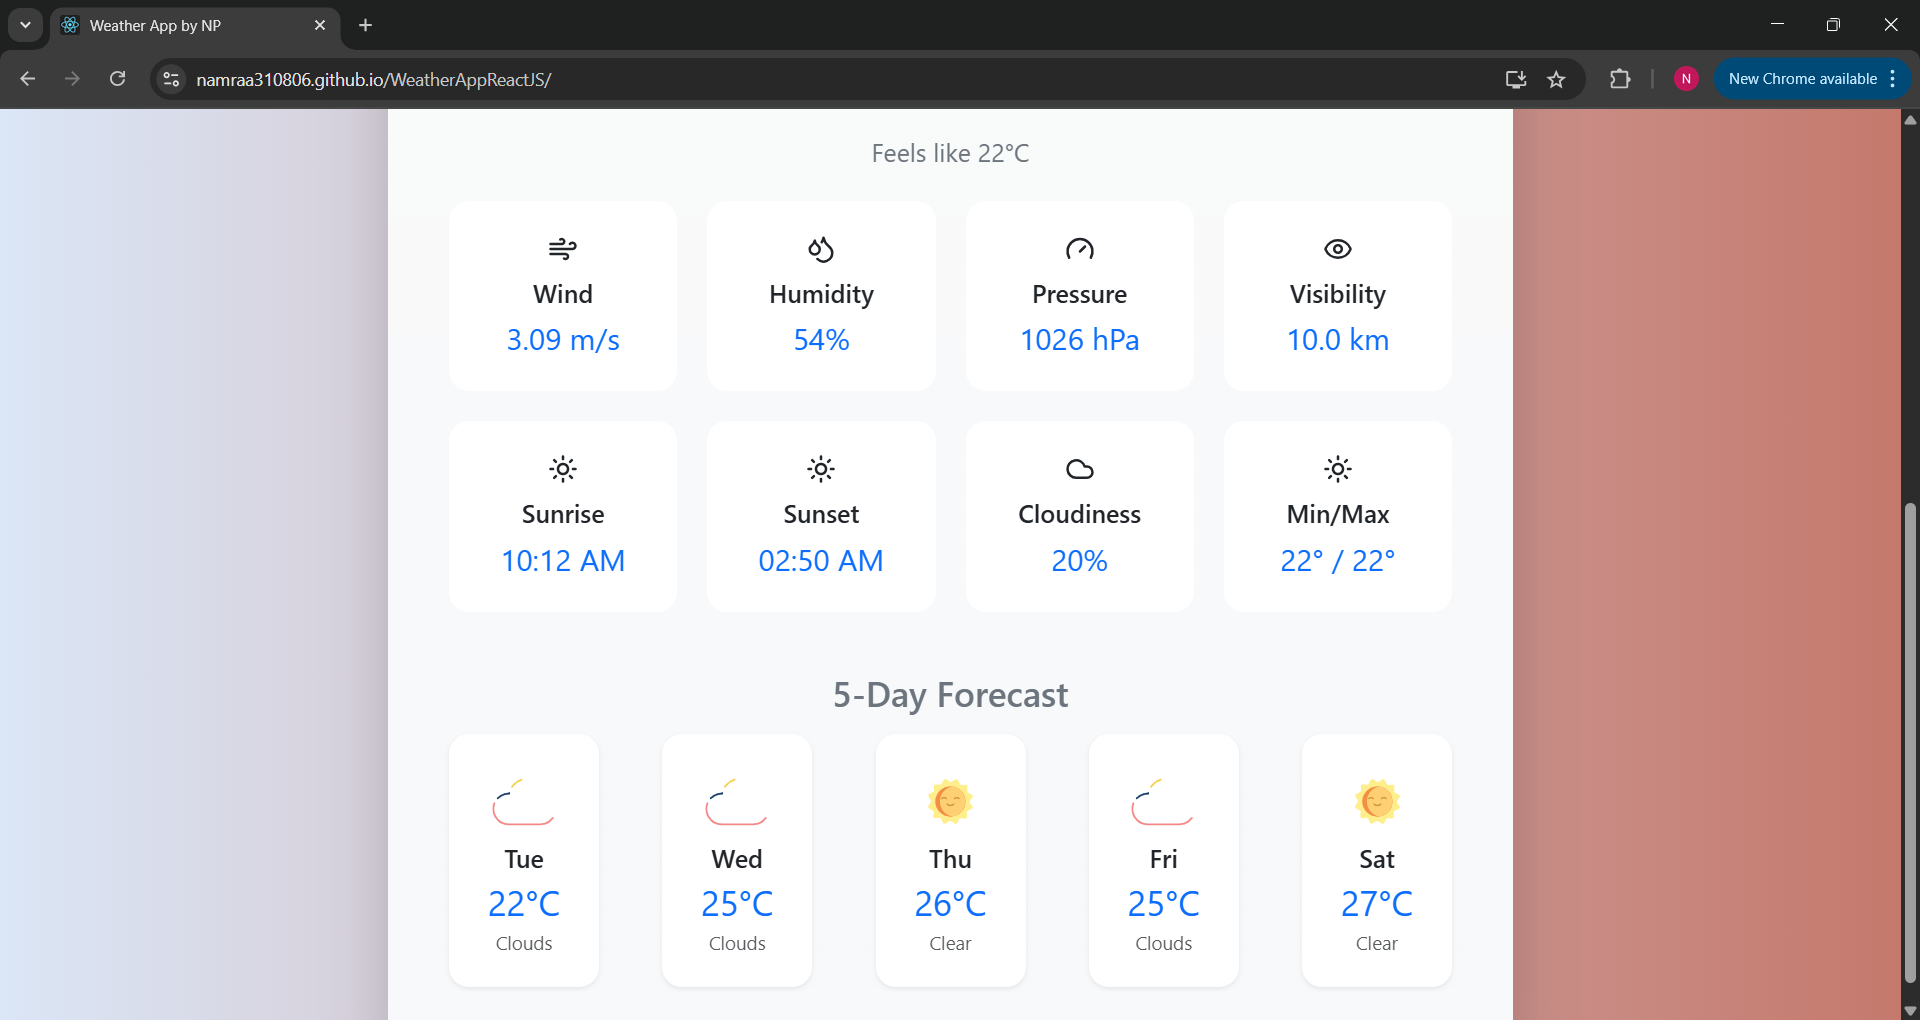 Weather App by NP
namraa310806.github.io/WeatherAppReactJS/
N
New Chrome available
Feels like 22°C
Wind
3.09 m/s
Humidity
54%
Pressure
1026 hPa
Visibility
10.0 km
Sunrise
10:12 AM
Sunset
02:50 AM
Cloudiness
20%
Min/Max
22° / 22°
5-Day Forecast
Tue
22°C
Clouds
Wed
25°C
Clouds
Thu
26°C
Clear
Fri
25°C
Clouds
Sat
27°C
Clear